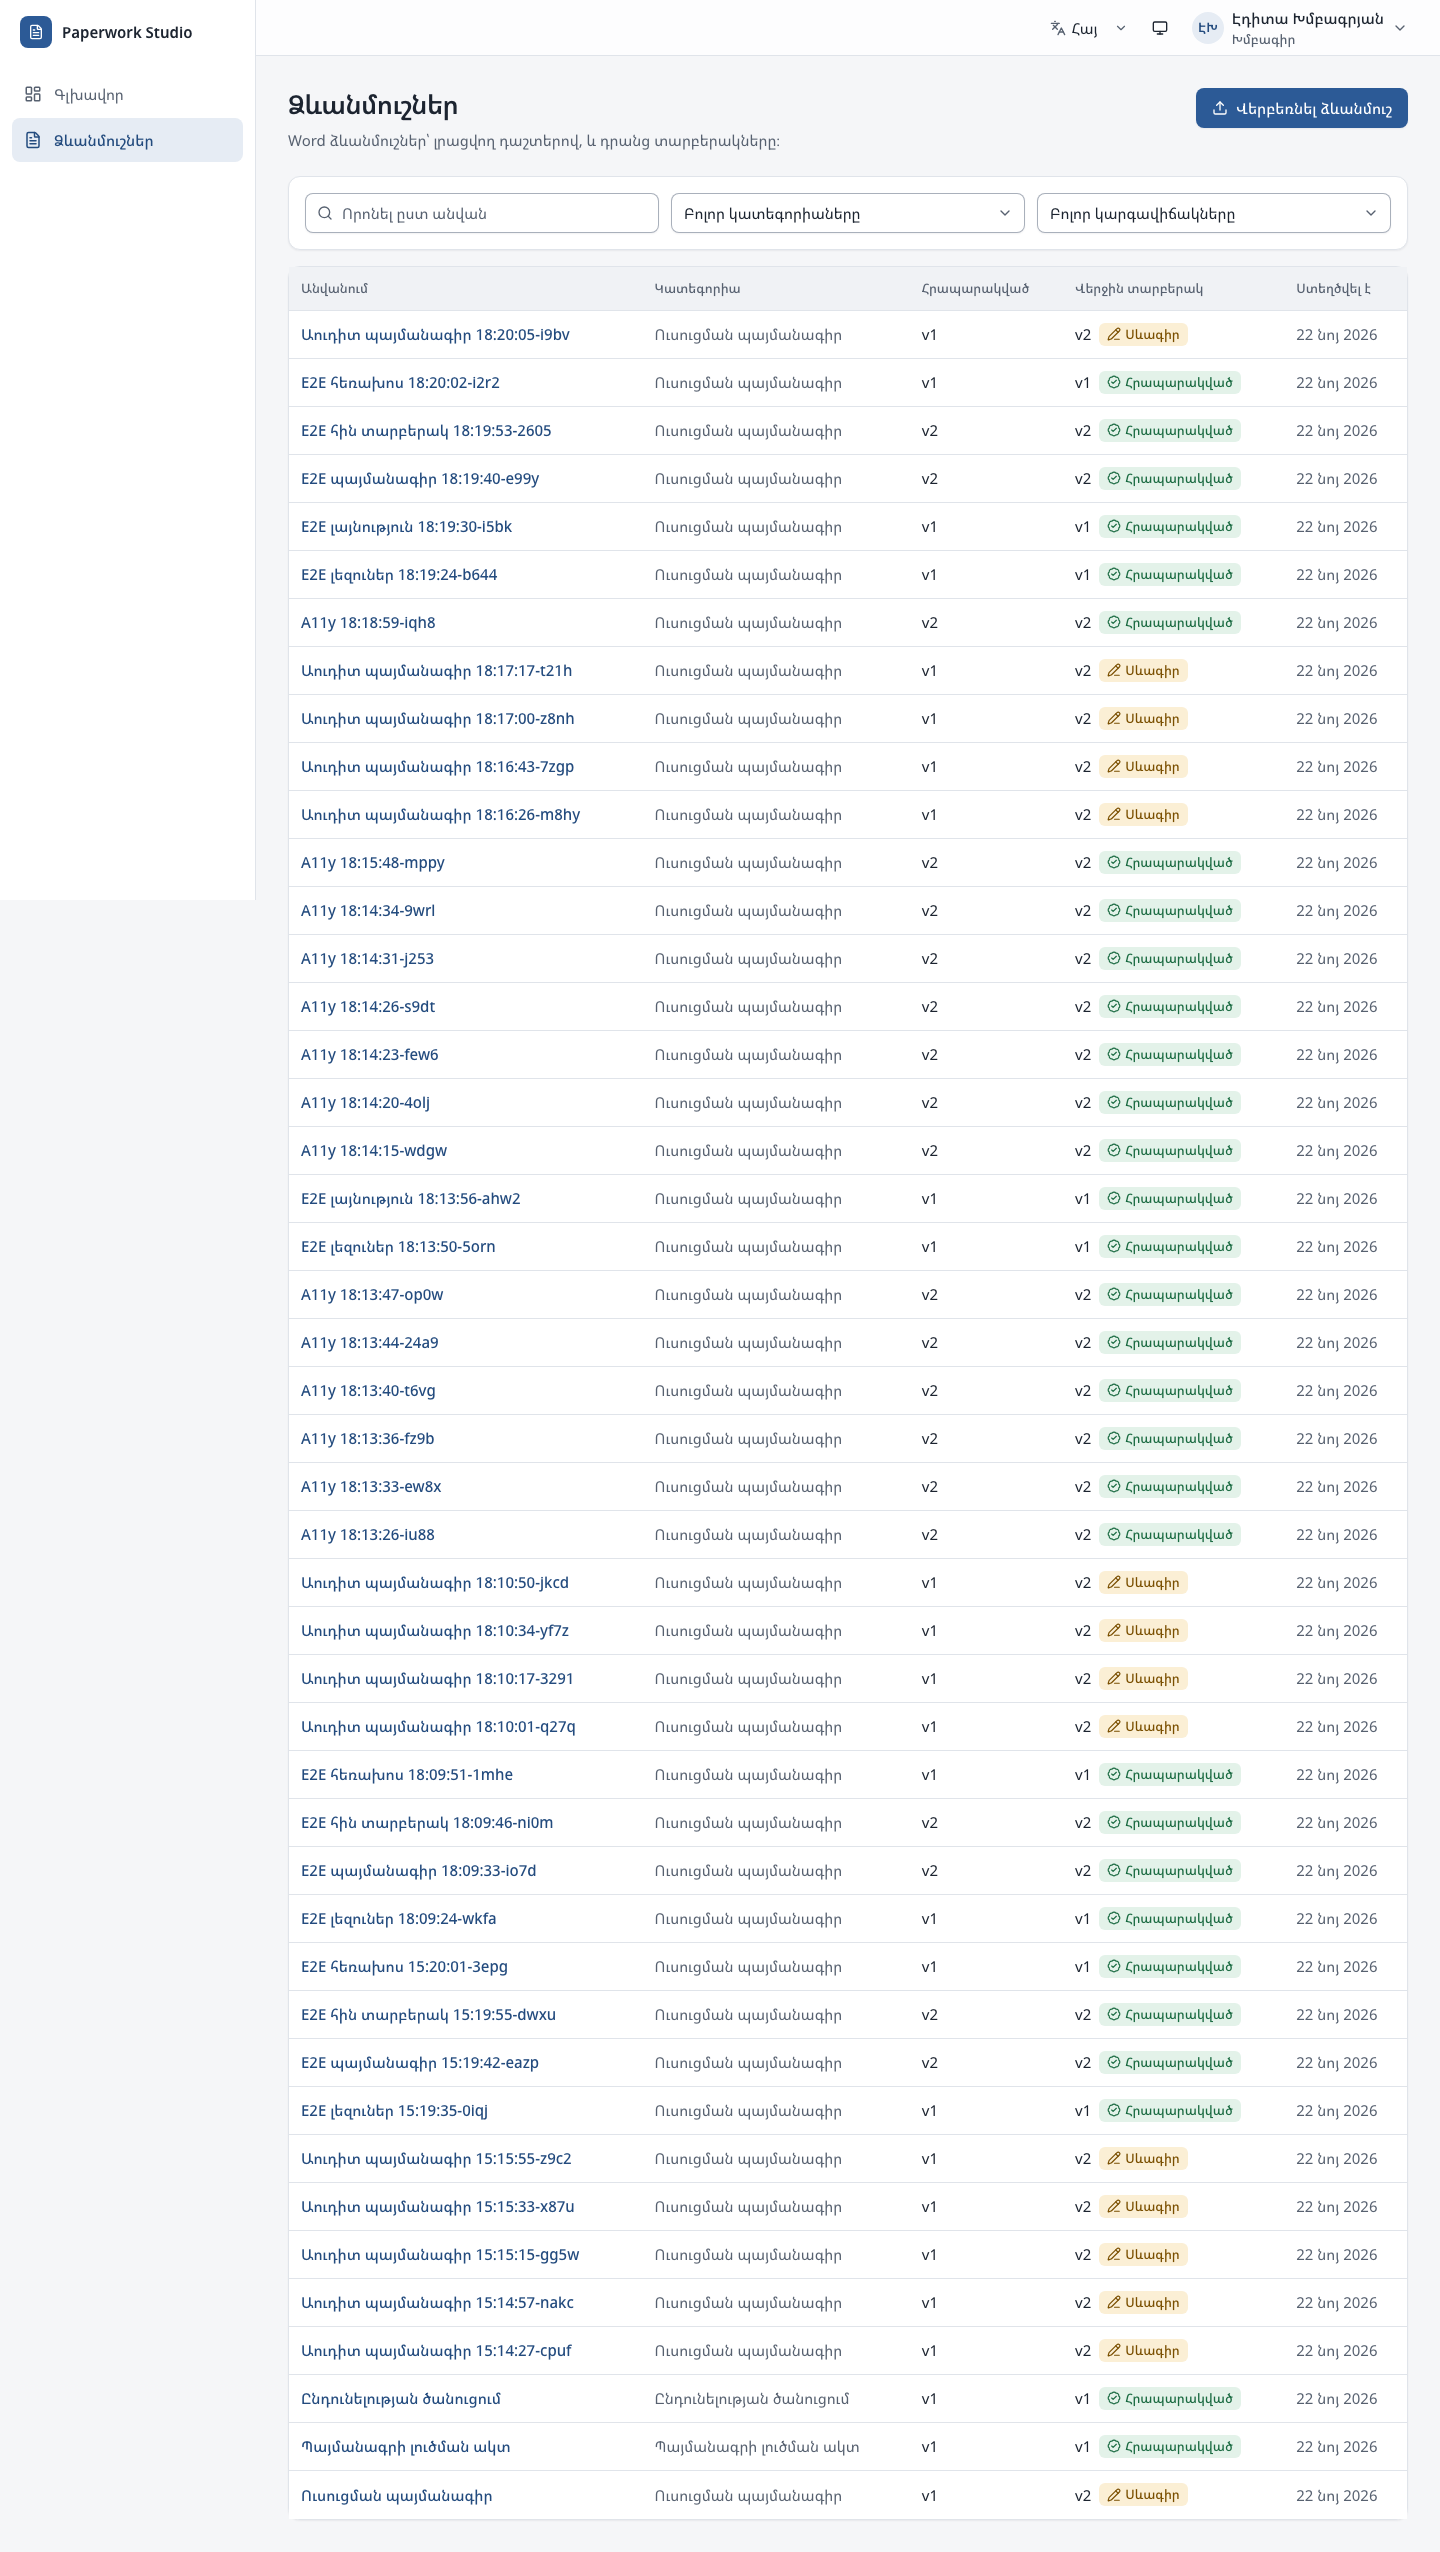 Paperwork Studio
Հայ
ԷԽ
Էդիտա Խմբագրյան
Խմբագիր
Գլխավոր
Ձևանմուշներ
Ձևանմուշներ
Word ձևանմուշներ՝ լրացվող դաշտերով, և դրանց տարբերակները։
Վերբեռնել ձևանմուշ
Որոնել ըստ անվան
Բոլոր կատեգորիաները
Բոլոր կարգավիճակները
Անվանում Կատեգորիա Հրապարակված Վերջին տարբերակ Ստեղծվել է
Աուդիտ պայմանագիր 18:20:05-i9bv Ուսուցման պայմանագիր v1 v2 Սևագիր 22 նոյ 2026
E2E հեռախոս 18:20:02-i2r2 Ուսուցման պայմանագիր v1 v1 Հրապարակված 22 նոյ 2026
E2E հին տարբերակ 18:19:53-2605 Ուսուցման պայմանագիր v2 v2 Հրապարակված 22 նոյ 2026
E2E պայմանագիր 18:19:40-e99y Ուսուցման պայմանագիր v2 v2 Հրապարակված 22 նոյ 2026
E2E լայնություն 18:19:30-i5bk Ուսուցման պայմանագիր v1 v1 Հրապարակված 22 նոյ 2026
E2E լեզուներ 18:19:24-b644 Ուսուցման պայմանագիր v1 v1 Հրապարակված 22 նոյ 2026
A11y 18:18:59-iqh8 Ուսուցման պայմանագիր v2 v2 Հրապարակված 22 նոյ 2026
Աուդիտ պայմանագիր 18:17:17-t21h Ուսուցման պայմանագիր v1 v2 Սևագիր 22 նոյ 2026
Աուդիտ պայմանագիր 18:17:00-z8nh Ուսուցման պայմանագիր v1 v2 Սևագիր 22 նոյ 2026
Աուդիտ պայմանագիր 18:16:43-7zgp Ուսուցման պայմանագիր v1 v2 Սևագիր 22 նոյ 2026
Աուդիտ պայմանագիր 18:16:26-m8hy Ուսուցման պայմանագիր v1 v2 Սևագիր 22 նոյ 2026
A11y 18:15:48-mppy Ուսուցման պայմանագիր v2 v2 Հրապարակված 22 նոյ 2026
A11y 18:14:34-9wrl Ուսուցման պայմանագիր v2 v2 Հրապարակված 22 նոյ 2026
A11y 18:14:31-j253 Ուսուցման պայմանագիր v2 v2 Հրապարակված 22 նոյ 2026
A11y 18:14:26-s9dt Ուսուցման պայմանագիր v2 v2 Հրապարակված 22 նոյ 2026
A11y 18:14:23-few6 Ուսուցման պայմանագիր v2 v2 Հրապարակված 22 նոյ 2026
A11y 18:14:20-4olj Ուսուցման պայմանագիր v2 v2 Հրապարակված 22 նոյ 2026
A11y 18:14:15-wdgw Ուսուցման պայմանագիր v2 v2 Հրապարակված 22 նոյ 2026
E2E լայնություն 18:13:56-ahw2 Ուսուցման պայմանագիր v1 v1 Հրապարակված 22 նոյ 2026
E2E լեզուներ 18:13:50-5orn Ուսուցման պայմանագիր v1 v1 Հրապարակված 22 նոյ 2026
A11y 18:13:47-op0w Ուսուցման պայմանագիր v2 v2 Հրապարակված 22 նոյ 2026
A11y 18:13:44-24a9 Ուսուցման պայմանագիր v2 v2 Հրապարակված 22 նոյ 2026
A11y 18:13:40-t6vg Ուսուցման պայմանագիր v2 v2 Հրապարակված 22 նոյ 2026
A11y 18:13:36-fz9b Ուսուցման պայմանագիր v2 v2 Հրապարակված 22 նոյ 2026
A11y 18:13:33-ew8x Ուսուցման պայմանագիր v2 v2 Հրապարակված 22 նոյ 2026
A11y 18:13:26-iu88 Ուսուցման պայմանագիր v2 v2 Հրապարակված 22 նոյ 2026
Աուդիտ պայմանագիր 18:10:50-jkcd Ուսուցման պայմանագիր v1 v2 Սևագիր 22 նոյ 2026
Աուդիտ պայմանագիր 18:10:34-yf7z Ուսուցման պայմանագիր v1 v2 Սևագիր 22 նոյ 2026
Աուդիտ պայմանագիր 18:10:17-3291 Ուսուցման պայմանագիր v1 v2 Սևագիր 22 նոյ 2026
Աուդիտ պայմանագիր 18:10:01-q27q Ուսուցման պայմանագիր v1 v2 Սևագիր 22 նոյ 2026
E2E հեռախոս 18:09:51-1mhe Ուսուցման պայմանագիր v1 v1 Հրապարակված 22 նոյ 2026
E2E հին տարբերակ 18:09:46-ni0m Ուսուցման պայմանագիր v2 v2 Հրապարակված 22 նոյ 2026
E2E պայմանագիր 18:09:33-io7d Ուսուցման պայմանագիր v2 v2 Հրապարակված 22 նոյ 2026
E2E լեզուներ 18:09:24-wkfa Ուսուցման պայմանագիր v1 v1 Հրապարակված 22 նոյ 2026
E2E հեռախոս 15:20:01-3epg Ուսուցման պայմանագիր v1 v1 Հրապարակված 22 նոյ 2026
E2E հին տարբերակ 15:19:55-dwxu Ուսուցման պայմանագիր v2 v2 Հրապարակված 22 նոյ 2026
E2E պայմանագիր 15:19:42-eazp Ուսուցման պայմանագիր v2 v2 Հրապարակված 22 նոյ 2026
E2E լեզուներ 15:19:35-0iqj Ուսուցման պայմանագիր v1 v1 Հրապարակված 22 նոյ 2026
Աուդիտ պայմանագիր 15:15:55-z9c2 Ուսուցման պայմանագիր v1 v2 Սևագիր 22 նոյ 2026
Աուդիտ պայմանագիր 15:15:33-x87u Ուսուցման պայմանագիր v1 v2 Սևագիր 22 նոյ 2026
Աուդիտ պայմանագիր 15:15:15-gg5w Ուսուցման պայմանագիր v1 v2 Սևագիր 22 նոյ 2026
Աուդիտ պայմանագիր 15:14:57-nakc Ուսուցման պայմանագիր v1 v2 Սևագիր 22 նոյ 2026
Աուդիտ պայմանագիր 15:14:27-cpuf Ուսուցման պայմանագիր v1 v2 Սևագիր 22 նոյ 2026
Ընդունելության ծանուցում Ընդունելության ծանուցում v1 v1 Հրապարակված 22 նոյ 2026
Պայմանագրի լուծման ակտ Պայմանագրի լուծման ակտ v1 v1 Հրապարակված 22 նոյ 2026
Ուսուցման պայմանագիր Ուսուցման պայմանագիր v1 v2 Սևագիր 22 նոյ 2026